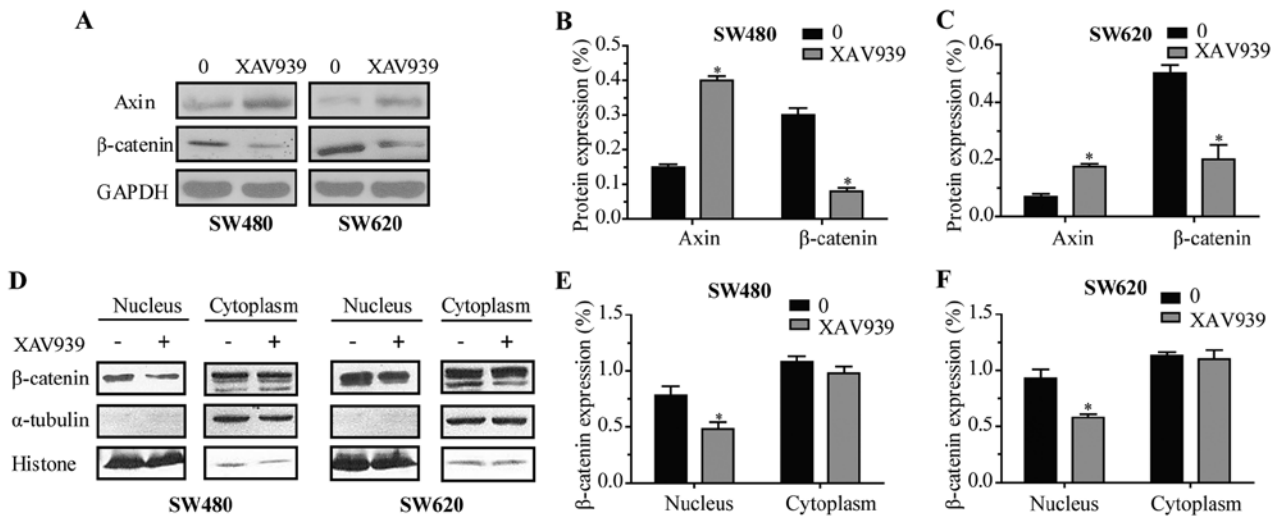 A
0 XAV939 0 XAV939
Axin
β-catenin
GAPDH
SW480 SW620
B
SW480
0
XAV939
Protein expression (%)
0.5
0.4
0.3
0.2
0.1
0.0
*
*
Axin β-catenin
C
SW620
0
XAV939
Protein expression (%)
0.6
0.4
0.2
0.0
*
*
Axin β-catenin
D
Nucleus Cytoplasm Nucleus Cytoplasm
XAV939 - + - + - + - +
β-catenin
α-tubulin
Histone
SW480 SW620
E
SW480
0
XAV939
β-catenin expression (%)
1.5
1.0
0.5
0.0
*
Nucleus Cytoplasm
F
SW620
0
XAV939
β-catenin expression (%)
1.5
1.0
0.5
0.0
*
Nucleus Cytoplasm